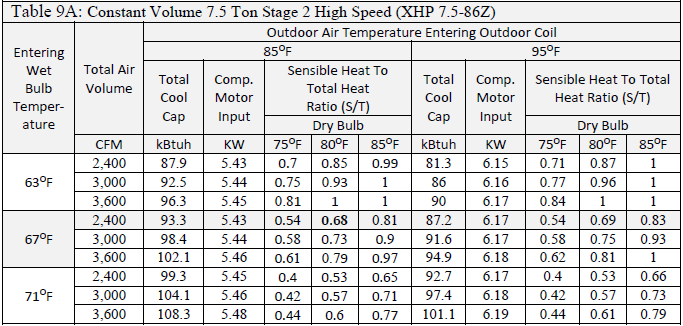 Table 9A: Constant Volume 7.5 Ton Stage 2 High Speed (XHP 7.5-86Z)
Outdoor Air Temperature Entering Outdoor Coil
85ºF 95ºF
Entering Wet Bulb Temper-ature
Total Air Volume
Total Cool Cap
Comp. Motor Input
Sensible Heat To Total Heat Ratio (S/T)
Total Cool Cap
Comp. Motor Input
Sensible Heat To Total Heat Ratio (S/T)
Dry Bulb Dry Bulb
CFM kBtuh KW 75ºF 80ºF 85ºF kBtuh KW 75ºF 80ºF 85ºF
63ºF
2,400 87.9 5.43 0.7 0.85 0.99 81.3 6.15 0.71 0.87 1
3,000 92.5 5.44 0.75 0.93 1 86 6.16 0.77 0.96 1
3,600 96.3 5.45 0.81 1 1 90 6.17 0.84 1 1
67ºF
2,400 93.3 5.43 0.54 0.68 0.81 87.2 6.17 0.54 0.69 0.83
3,000 98.4 5.44 0.58 0.73 0.9 91.6 6.17 0.58 0.75 0.93
3,600 102.1 5.46 0.61 0.79 0.97 94.9 6.18 0.62 0.81 1
71ºF
2,400 99.3 5.45 0.4 0.53 0.65 92.7 6.17 0.4 0.53 0.66
3,000 104.1 5.46 0.42 0.57 0.71 97.4 6.18 0.42 0.57 0.73
3,600 108.3 5.48 0.44 0.6 0.77 101.1 6.19 0.44 0.61 0.79